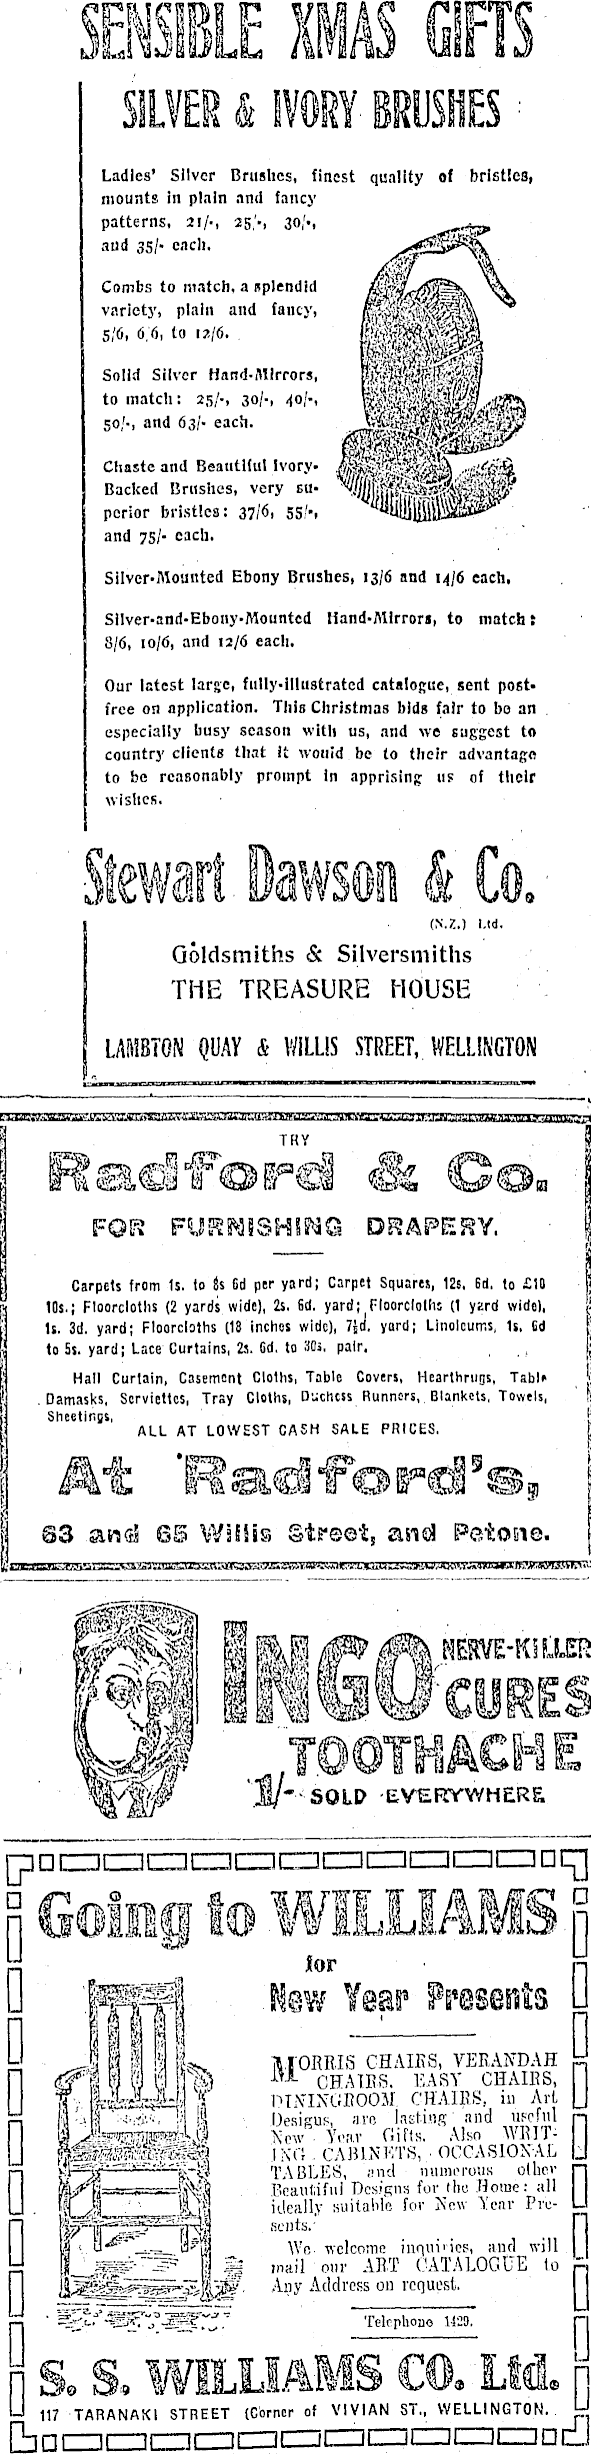 SENSIBLE XMAS GIFTS
SILVER & IVORY BRUSHES
Ladies' Silver Brushes, finest quality of bristles,
mounts in plain and fancy
patterns, 21/-, 25/-, 30/-,
and 35/- each.
Combs to match, a splendid
variety, plain and fancy,
5/6, 6/6, to 12/6.
Solid Silver Hand-Mirrors,
to match: 25/-, 30/-, 40/-,
50/-, and 63/- each.
Chaste and Beautiful Ivory-
Backed Brushes, very su-
perior bristles: 37/6, 55/-,
and 75/- each.
Silver-Mounted Ebony Brushes, 13/6 and 14/6 each.
Silver-and-Ebony-Mounted Hand-Mirrors, to match:
8/6, 10/6, and 12/6 each.
Our latest large, fully-illustrated catalogue, sent post-
free on application. This Christmas bids fair to be an
especially busy season with us, and we suggest to
country clients that it would be to their advantage
to be reasonably prompt in apprising us of their
wishes.
Stewart Dawson & Co.
(N.Z.) Ltd.
Goldsmiths & Silversmiths
THE TREASURE HOUSE
LAMBTON QUAY & WILLIS STREET, WELLINGTON
TRY
Radford & Co.
FOR FURNISHING DRAPERY.
Carpets from 1s. to 8s 6d per yard; Carpet Squares, 12s. 6d. to £10
10s.; Floorcloths (2 yards wide), 2s. 6d. yard; Floorcloths (1 yard wide),
1s. 3d. yard; Floorcloths (18 inches wide), 7½d. yard; Linoleums, 1s. 6d
to 5s. yard; Lace Curtains, 2s. 6d. to 30s. pair.
Hall Curtain, Casement Cloths, Table Covers, Hearthrugs, Table
Damasks, Serviettes, Tray Cloths, Duchess Runners, Blankets, Towels,
Sheetings,
ALL AT LOWEST CASH SALE PRICES.
At Radford's,
63 and 65 Willis Street, and Petone.
INGO NERVE-KILLER
CURES
TOOTHACHE
1/- SOLD EVERYWHERE
Going to WILLIAMS
for
New Year Presents
MORRIS CHAIRS, VERANDAH
CHAIRS, EASY CHAIRS,
DININGROOM CHAIRS, in Art
Designs, are lasting and useful
New Year Gifts. Also WRIT-
ING CABINETS, OCCASIONAL
TABLES, and numerous other
Beautiful Designs for the Home: all
ideally suitable for New Year Pre-
sents.
We welcome inquiries, and will
mail our ART CATALOGUE to
Any Address on request.
Telephone 1429.
S. S. WILLIAMS CO. Ltd.
117 TARANAKI STREET (Corner of VIVIAN ST., WELLINGTON.